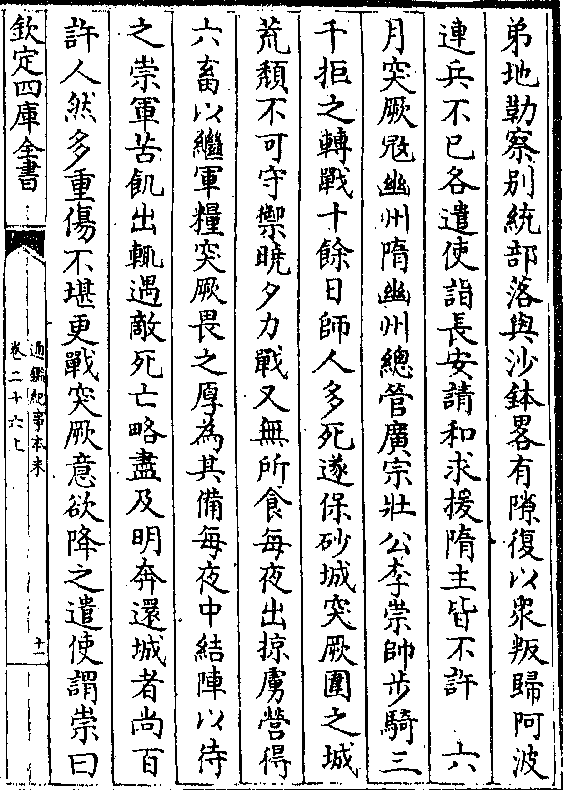 弟地勤察別統部落與沙鉢畧有隙復以衆叛歸阿波
連兵不已各遣使詣長安請和求援隋主皆不許　六
月突厥冦幽州隋幽州總管廣宗壯公李崇帥步騎三
千拒之轉戰十餘日師人多死遂保砂城突厥圍之城
荒頽不可守禦曉夕力戰又無所食每夜出掠虜營得
六畜以繼軍糧突厥畏之厚為其備每夜中結陣以待
之崇軍苦飢出輒遇敵死亡略盡及明奔還城者尚百
許人然多重傷不堪更戰突厥意欲降之遣使謂崇曰
欽定四庫全書
通鑑紀事本末
卷二十六上
十一